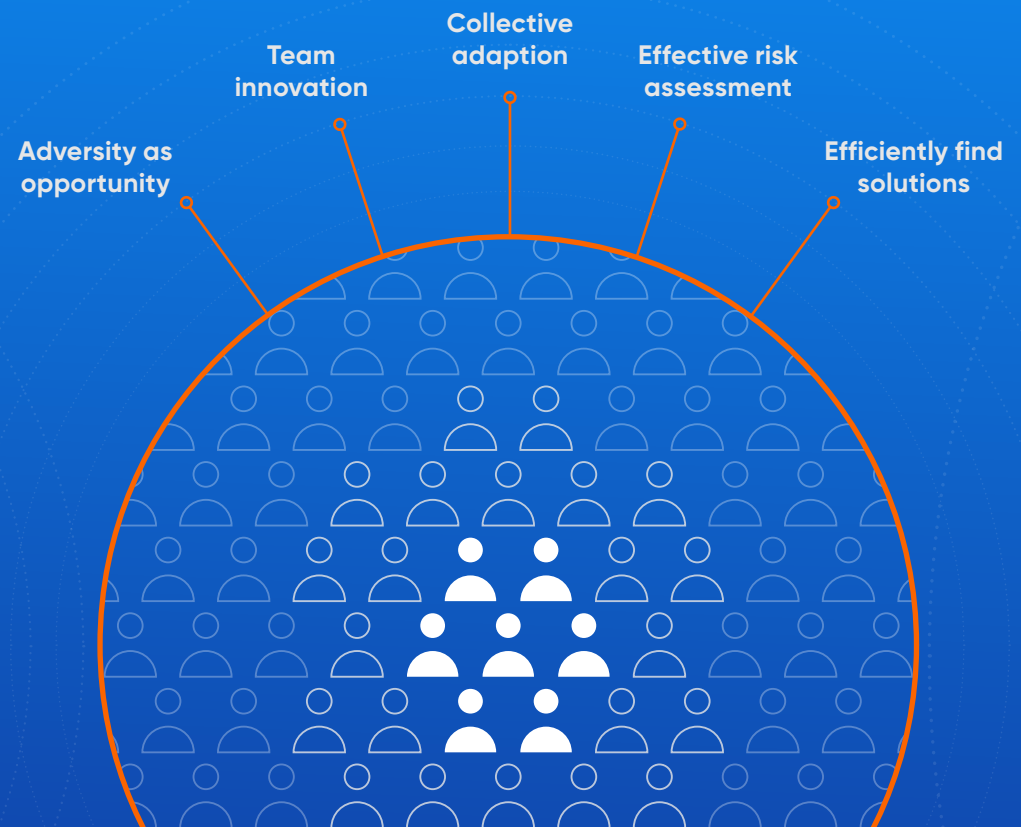 Adversity as
opportunity
Team
innovation
Collective
adaption
Effective risk
assessment
Efficiently find
solutions